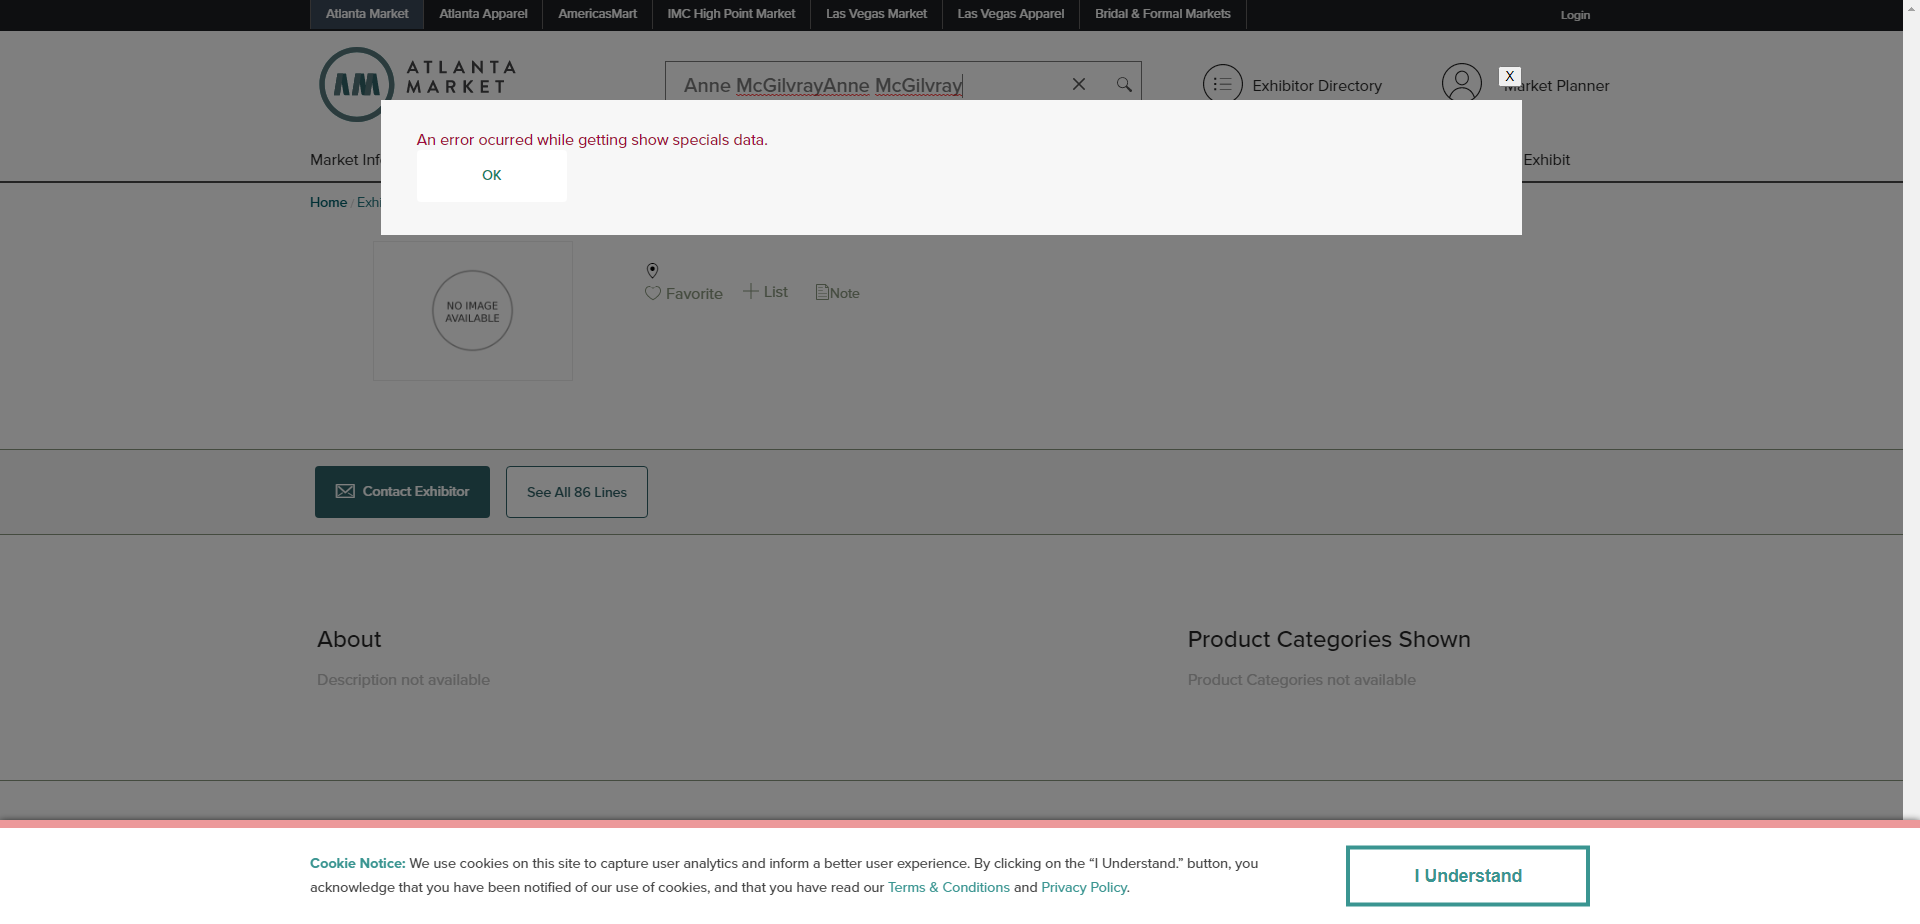 Atlanta Market
Atlanta Apparel
AmericasMart
IMC High Point Market
Las Vegas Market
Las Vegas Apparel
Bridal & Formal Markets
Login
ATLANTA
MARKET
Anne McGilvrayAnne McGilvray
Exhibitor Directory
X
Market Planner
An error ocurred while getting show specials data.
OK
Market Inf
Exhibit
Home / Exhi
NO IMAGE
AVAILABLE
Favorite
List
Note
Contact Exhibitor
See All 86 Lines
About
Description not available
Product Categories Shown
Product Categories not available
Cookie Notice: We use cookies on this site to capture user analytics and inform a better user experience. By clicking on the “I Understand.” button, you
acknowledge that you have been notified of our use of cookies, and that you have read our Terms & Conditions and Privacy Policy.
I Understand